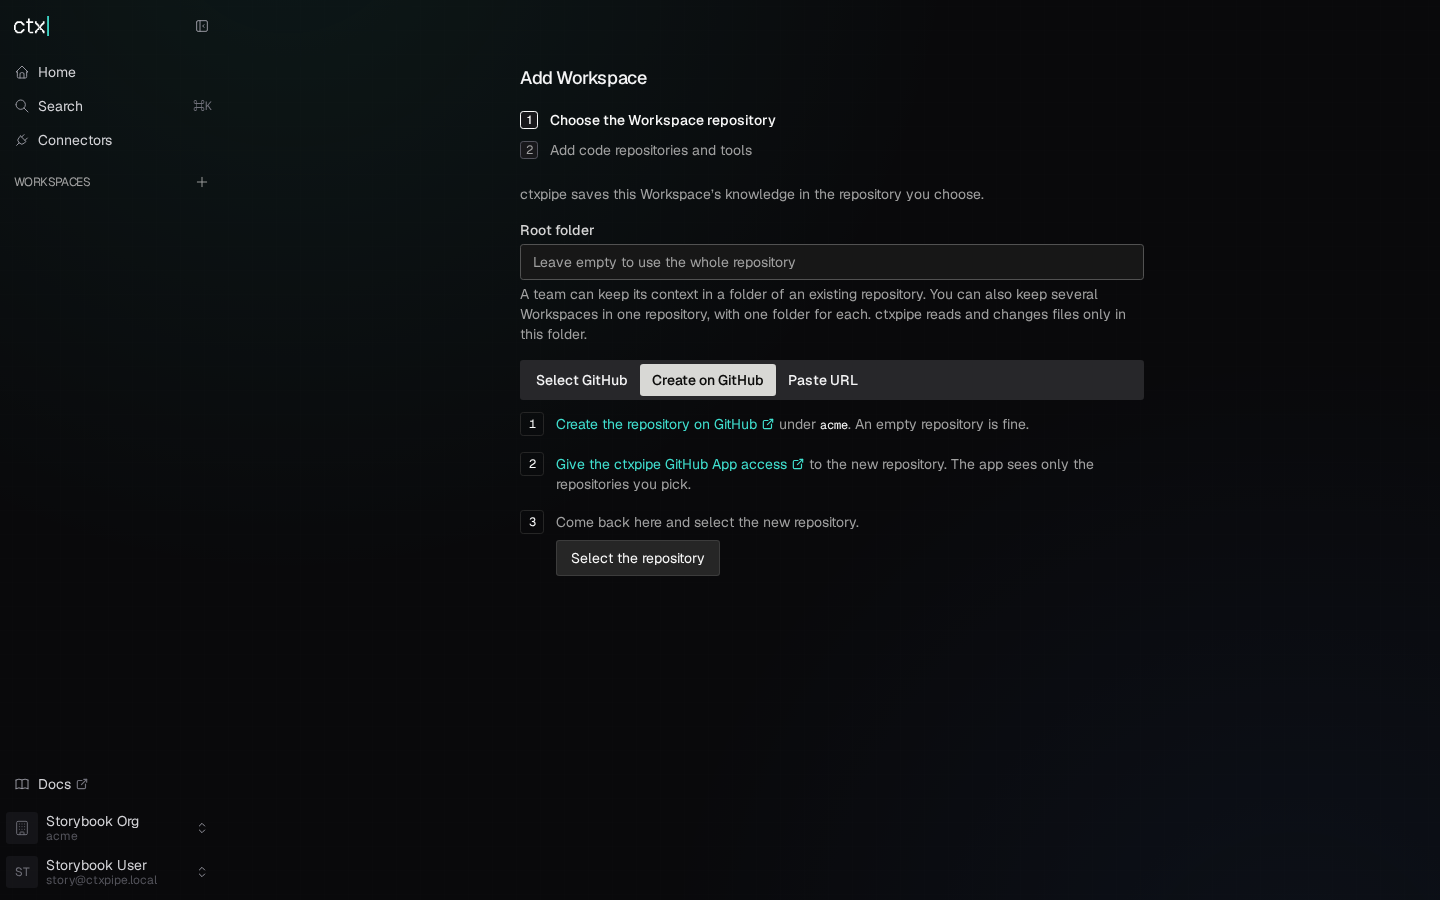 ctx
Home
Search ⌘K
Connectors
WORKSPACES
Add Workspace
1 Choose the Workspace repository
2 Add code repositories and tools
ctxpipe saves this Workspace's knowledge in the repository you choose.
Root folder
Leave empty to use the whole repository
A team can keep its context in a folder of an existing repository. You can also keep several
Workspaces in one repository, with one folder for each. ctxpipe reads and changes files only in
this folder.
Select GitHub Create on GitHub Paste URL
1 Create the repository on GitHub under acme. An empty repository is fine.
2 Give the ctxpipe GitHub App access to the new repository. The app sees only the
repositories you pick.
3 Come back here and select the new repository.
Select the repository
Docs
Storybook Org
acme
ST Storybook User
story@ctxpipe.local